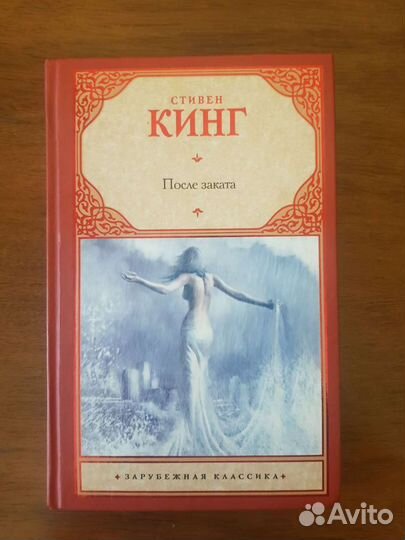 СТИВЕН
КИНГ
После заката
ЗАРУБЕЖНАЯ КЛАССИКА
Avito